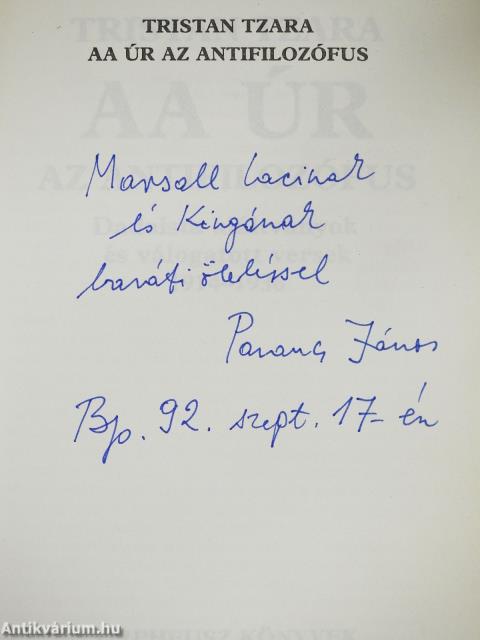 TRISTAN TZARA
AA ÚR AZ ANTIFILOZÓFUS
Marsall Lacinak
és Kingának
baráti öleléssel
Parancs János
Bp. 92. szept. 17-én
Antikvárium.hu